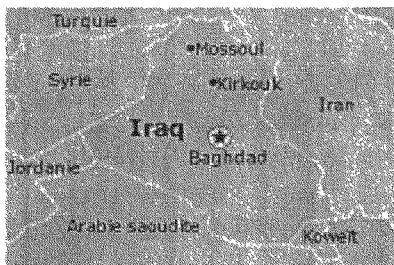 Turquie
Mossoul
Syrie
Kirkouk
Iran
Iraq
Baghdad
Jordanie
Arabie saoudite
Koweït